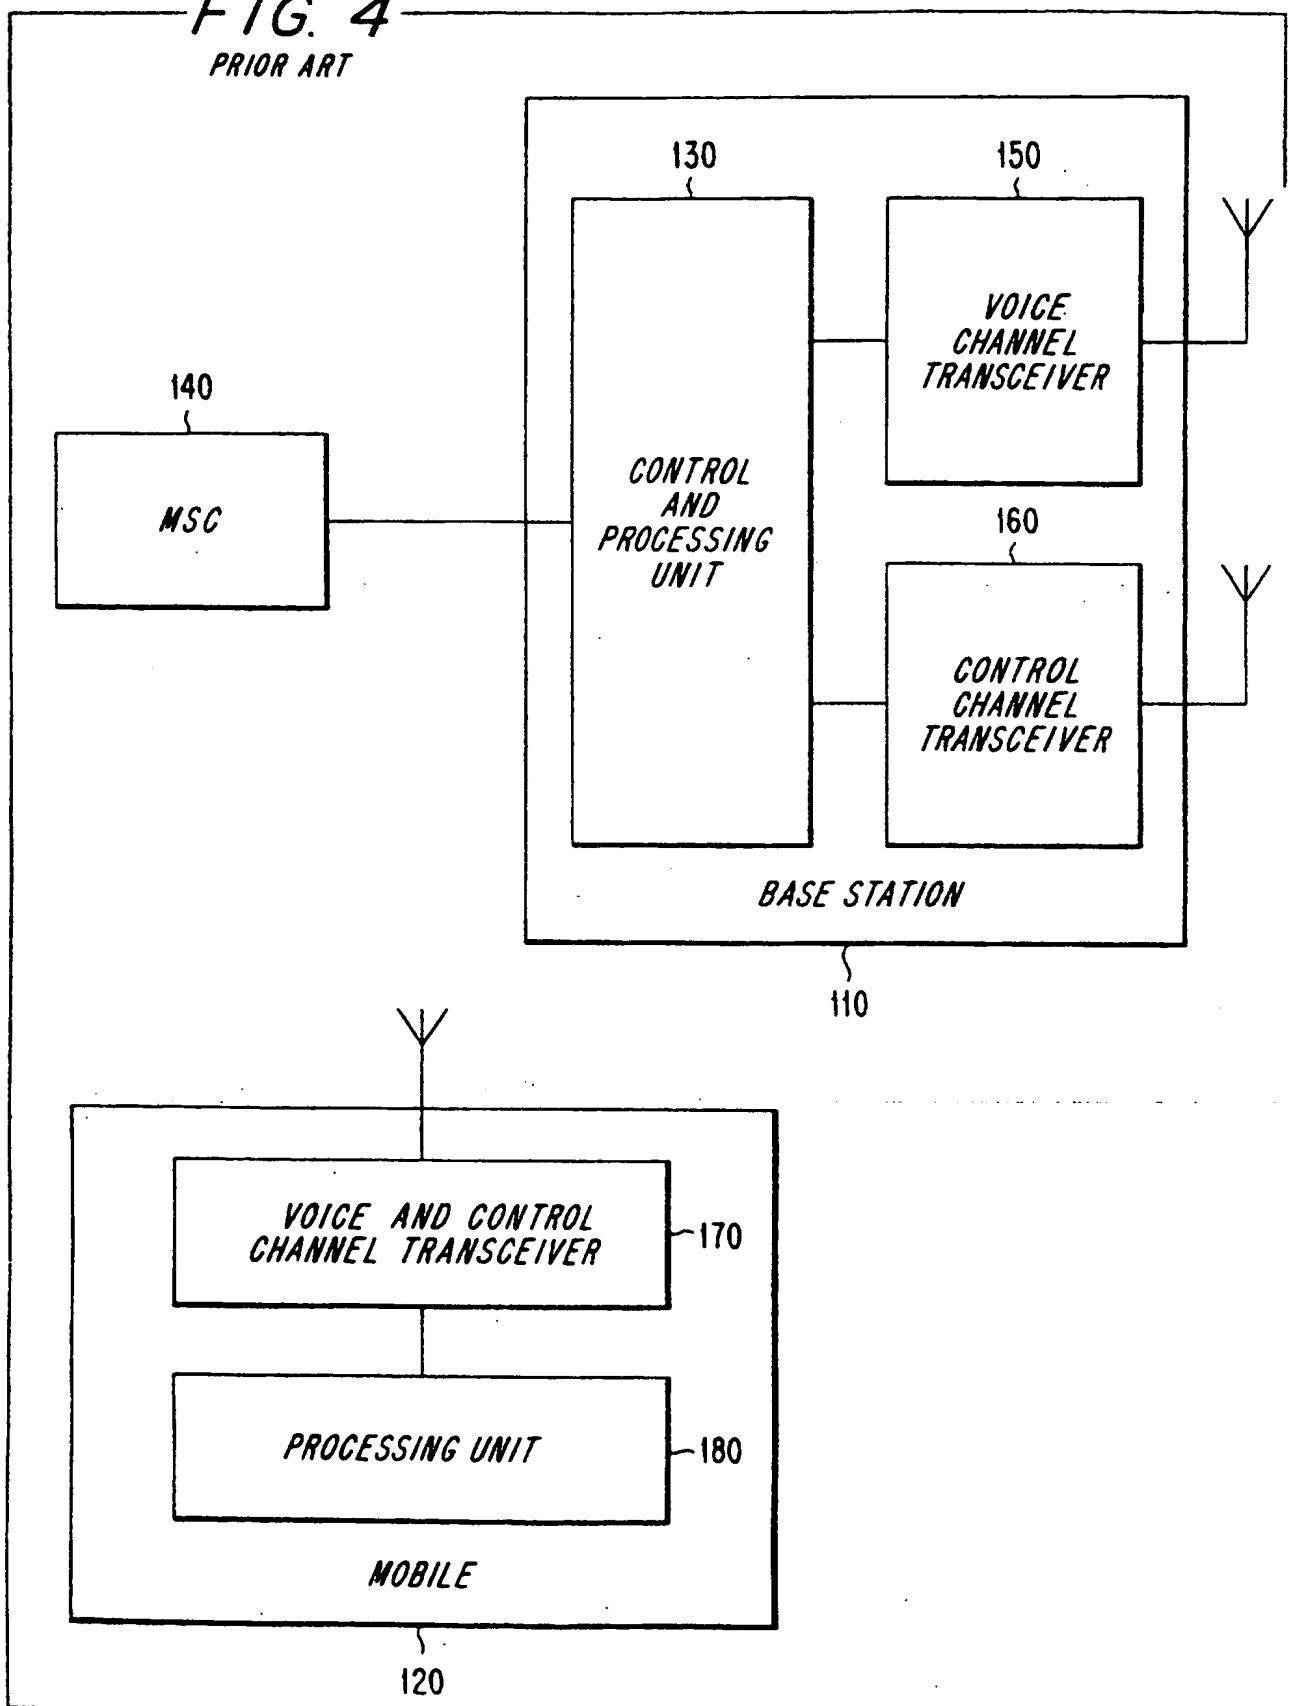 FIG. 4
PRIOR ART
130
150
VOICE
CHANNEL
TRANSCEIVER
140
MSC
CONTROL
AND
PROCESSING
UNIT
160
CONTROL
CHANNEL
TRANSCEIVER
BASE STATION
110
VOICE AND CONTROL
CHANNEL TRANSCEIVER
170
PROCESSING UNIT
180
MOBILE
120